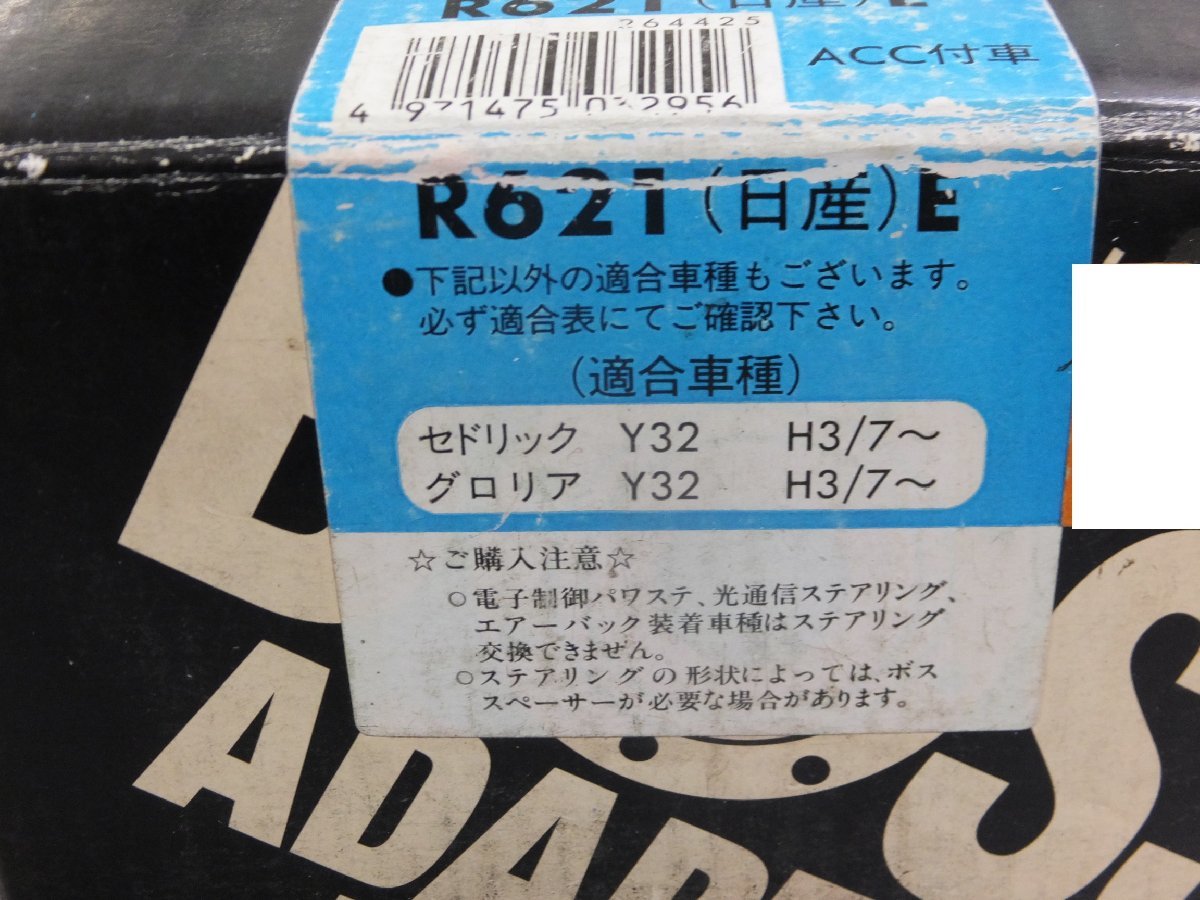 R621(日産)E
264425
ACC付車
R621(日産)E
●下記以外の適合車種もございます。
必ず適合表にてご確認下さい。
(適合車種)
セドリック Y32 H3/7〜
グロリア Y32 H3/7〜
☆ご購入注意☆
○電子制御パワステ、光通信ステアリング、
エアーバック装着車種はステアリング
交換できません。
○ステアリングの形状によっては、ボス
スペーサーが必要な場合があります。